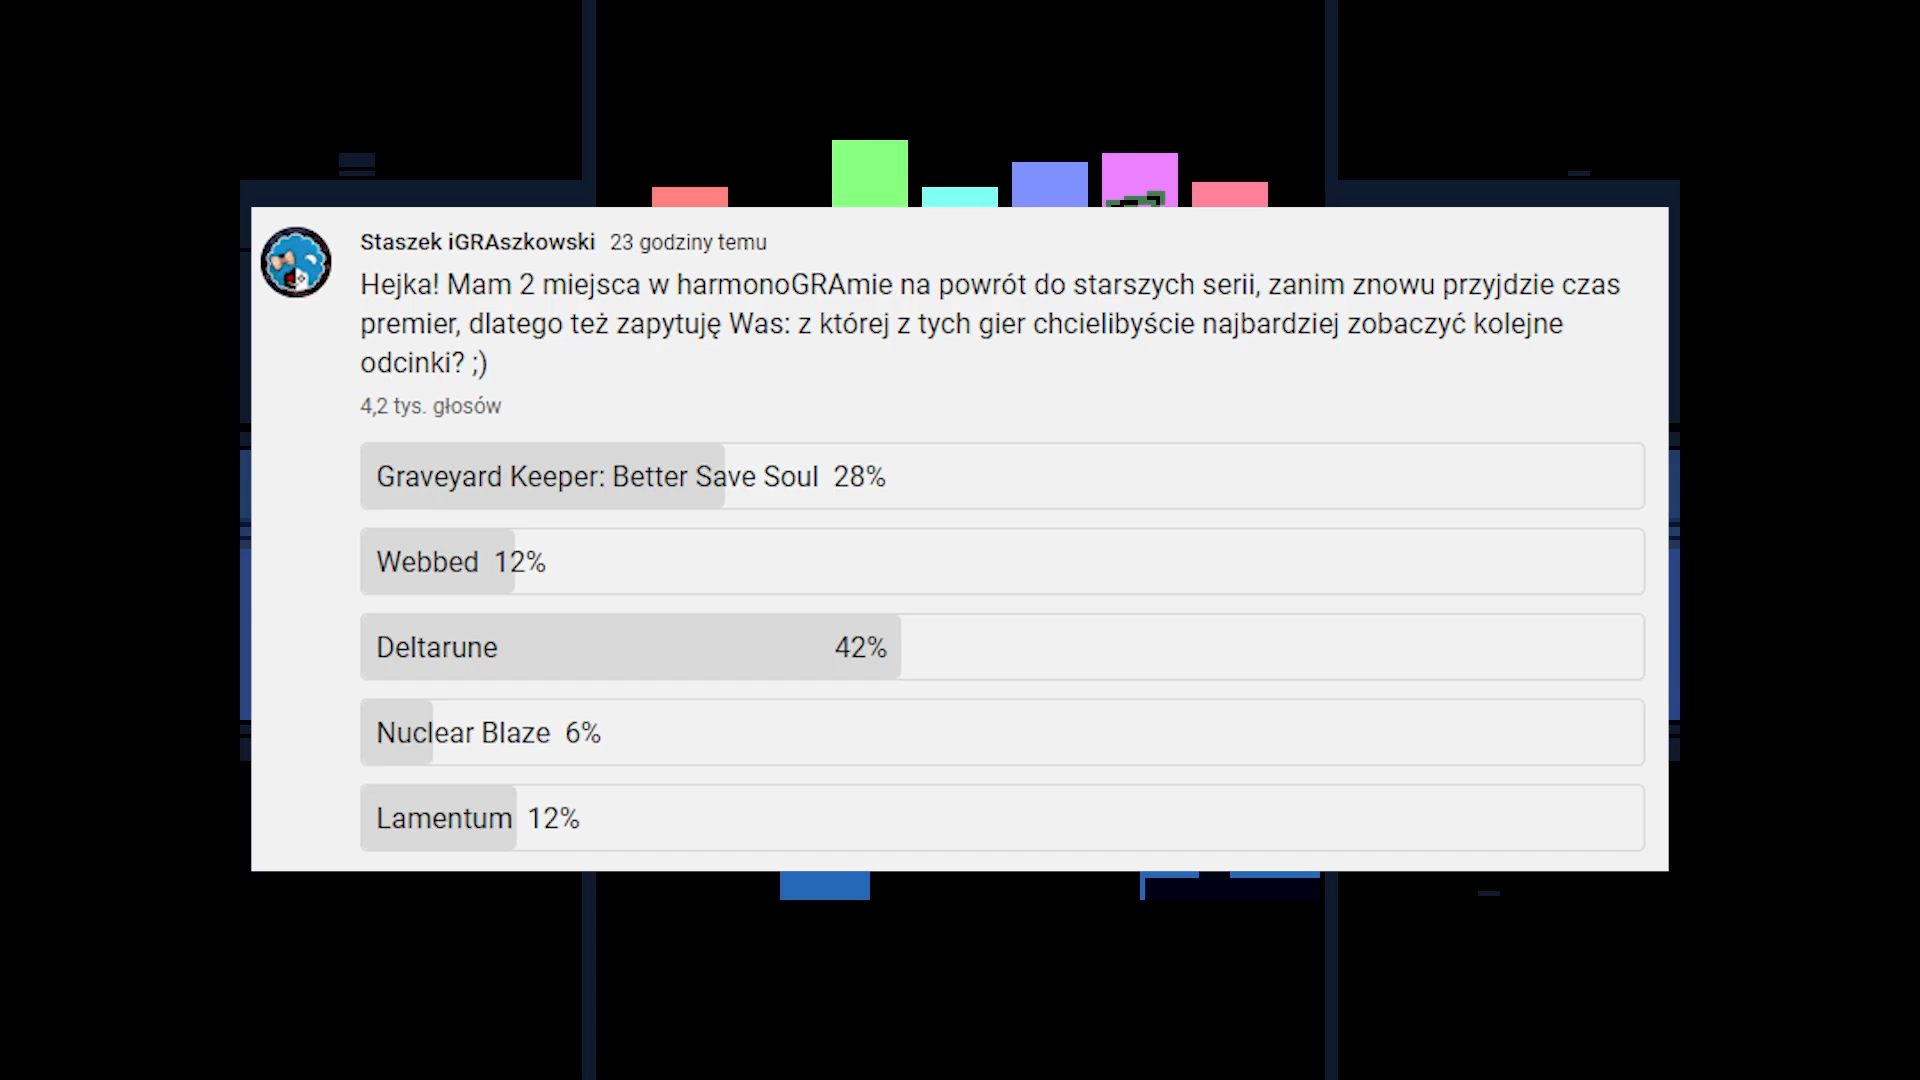 Staszek iGRAszkowski 23 godziny temu
Hejka! Mam 2 miejsca w harmonoGRAmie na powrót do starszych serii, zanim znowu przyjdzie czas
premier, dlatego też zapytuję Was: z której z tych gier chcielibyście najbardziej zobaczyć kolejne
odcinki? ;)
4,2 tys. głosów
Graveyard Keeper: Better Save Soul 28%
Webbed 12%
Deltarune 42%
Nuclear Blaze 6%
Lamentum 12%